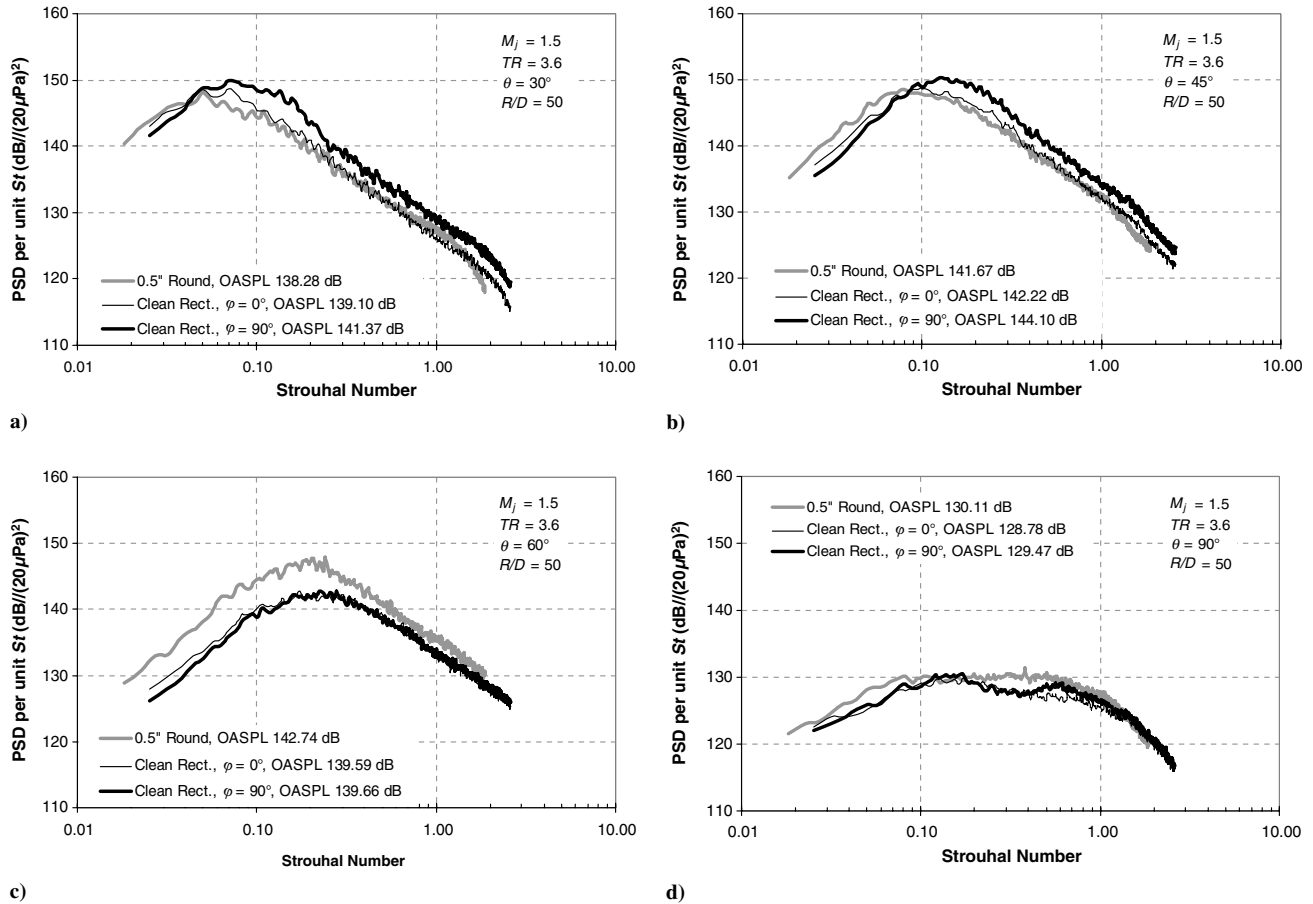 160
150
140
130
120
110
PSD per unit St (dB//(20μPa)²)
Mj = 1.5
TR = 3.6
θ = 30°
R/D = 50
0.5" Round, OASPL 138.28 dB
Clean Rect., φ = 0°, OASPL 139.10 dB
Clean Rect., φ = 90°, OASPL 141.37 dB
0.01 0.10 1.00 10.00
Strouhal Number
a)
160
150
140
130
120
110
PSD per unit St (dB//(20μPa)²)
Mj = 1.5
TR = 3.6
θ = 45°
R/D = 50
0.5" Round, OASPL 141.67 dB
Clean Rect., φ = 0°, OASPL 142.22 dB
Clean Rect., φ = 90°, OASPL 144.10 dB
0.01 0.10 1.00 10.00
Strouhal Number
b)
160
150
140
130
120
110
PSD per unit St (dB//(20μPa)²)
Mj = 1.5
TR = 3.6
θ = 60°
R/D = 50
0.5" Round, OASPL 142.74 dB
Clean Rect., φ = 0°, OASPL 139.59 dB
Clean Rect., φ = 90°, OASPL 139.66 dB
0.01 0.10 1.00 10.00
Strouhal Number
c)
160
150
140
130
120
110
PSD per unit St (dB//(20μPa)²)
0.5" Round, OASPL 130.11 dB
Clean Rect., φ = 0°, OASPL 128.78 dB
Clean Rect., φ = 90°, OASPL 129.47 dB
Mj = 1.5
TR = 3.6
θ = 90°
R/D = 50
0.01 0.10 1.00 10.00
Strouhal Number
d)